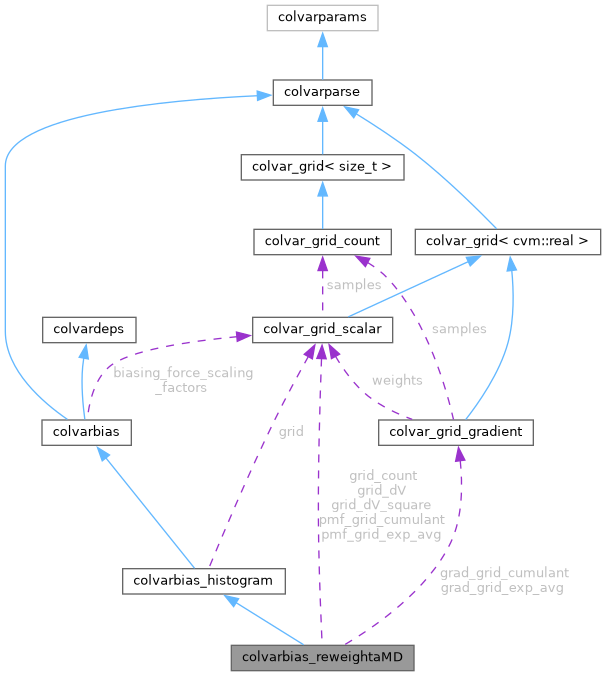 colvarparams
colvarparse
colvar_grid< size_t >
colvar_grid_count
colvar_grid< cvm::real >
samples
colvardeps
colvar_grid_scalar
samples
biasing_force_scaling
_factors
weights
colvarbias
grid
colvar_grid_gradient
grid_count
grid_dV
grid_dV_square
pmf_grid_cumulant
pmf_grid_exp_avg
colvarbias_histogram
grad_grid_cumulant
grad_grid_exp_avg
colvarbias_reweightaMD